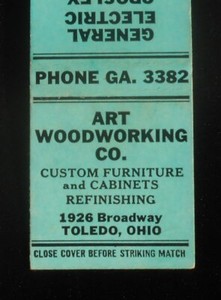 GENERAL
ELECTRIC
CROSLEY
PHONE GA. 3382
ART
WOODWORKING
CO.
CUSTOM FURNITURE
and CABINETS
REFINISHING
1926 Broadway
TOLEDO, OHIO
CLOSE COVER BEFORE STRIKING MATCH